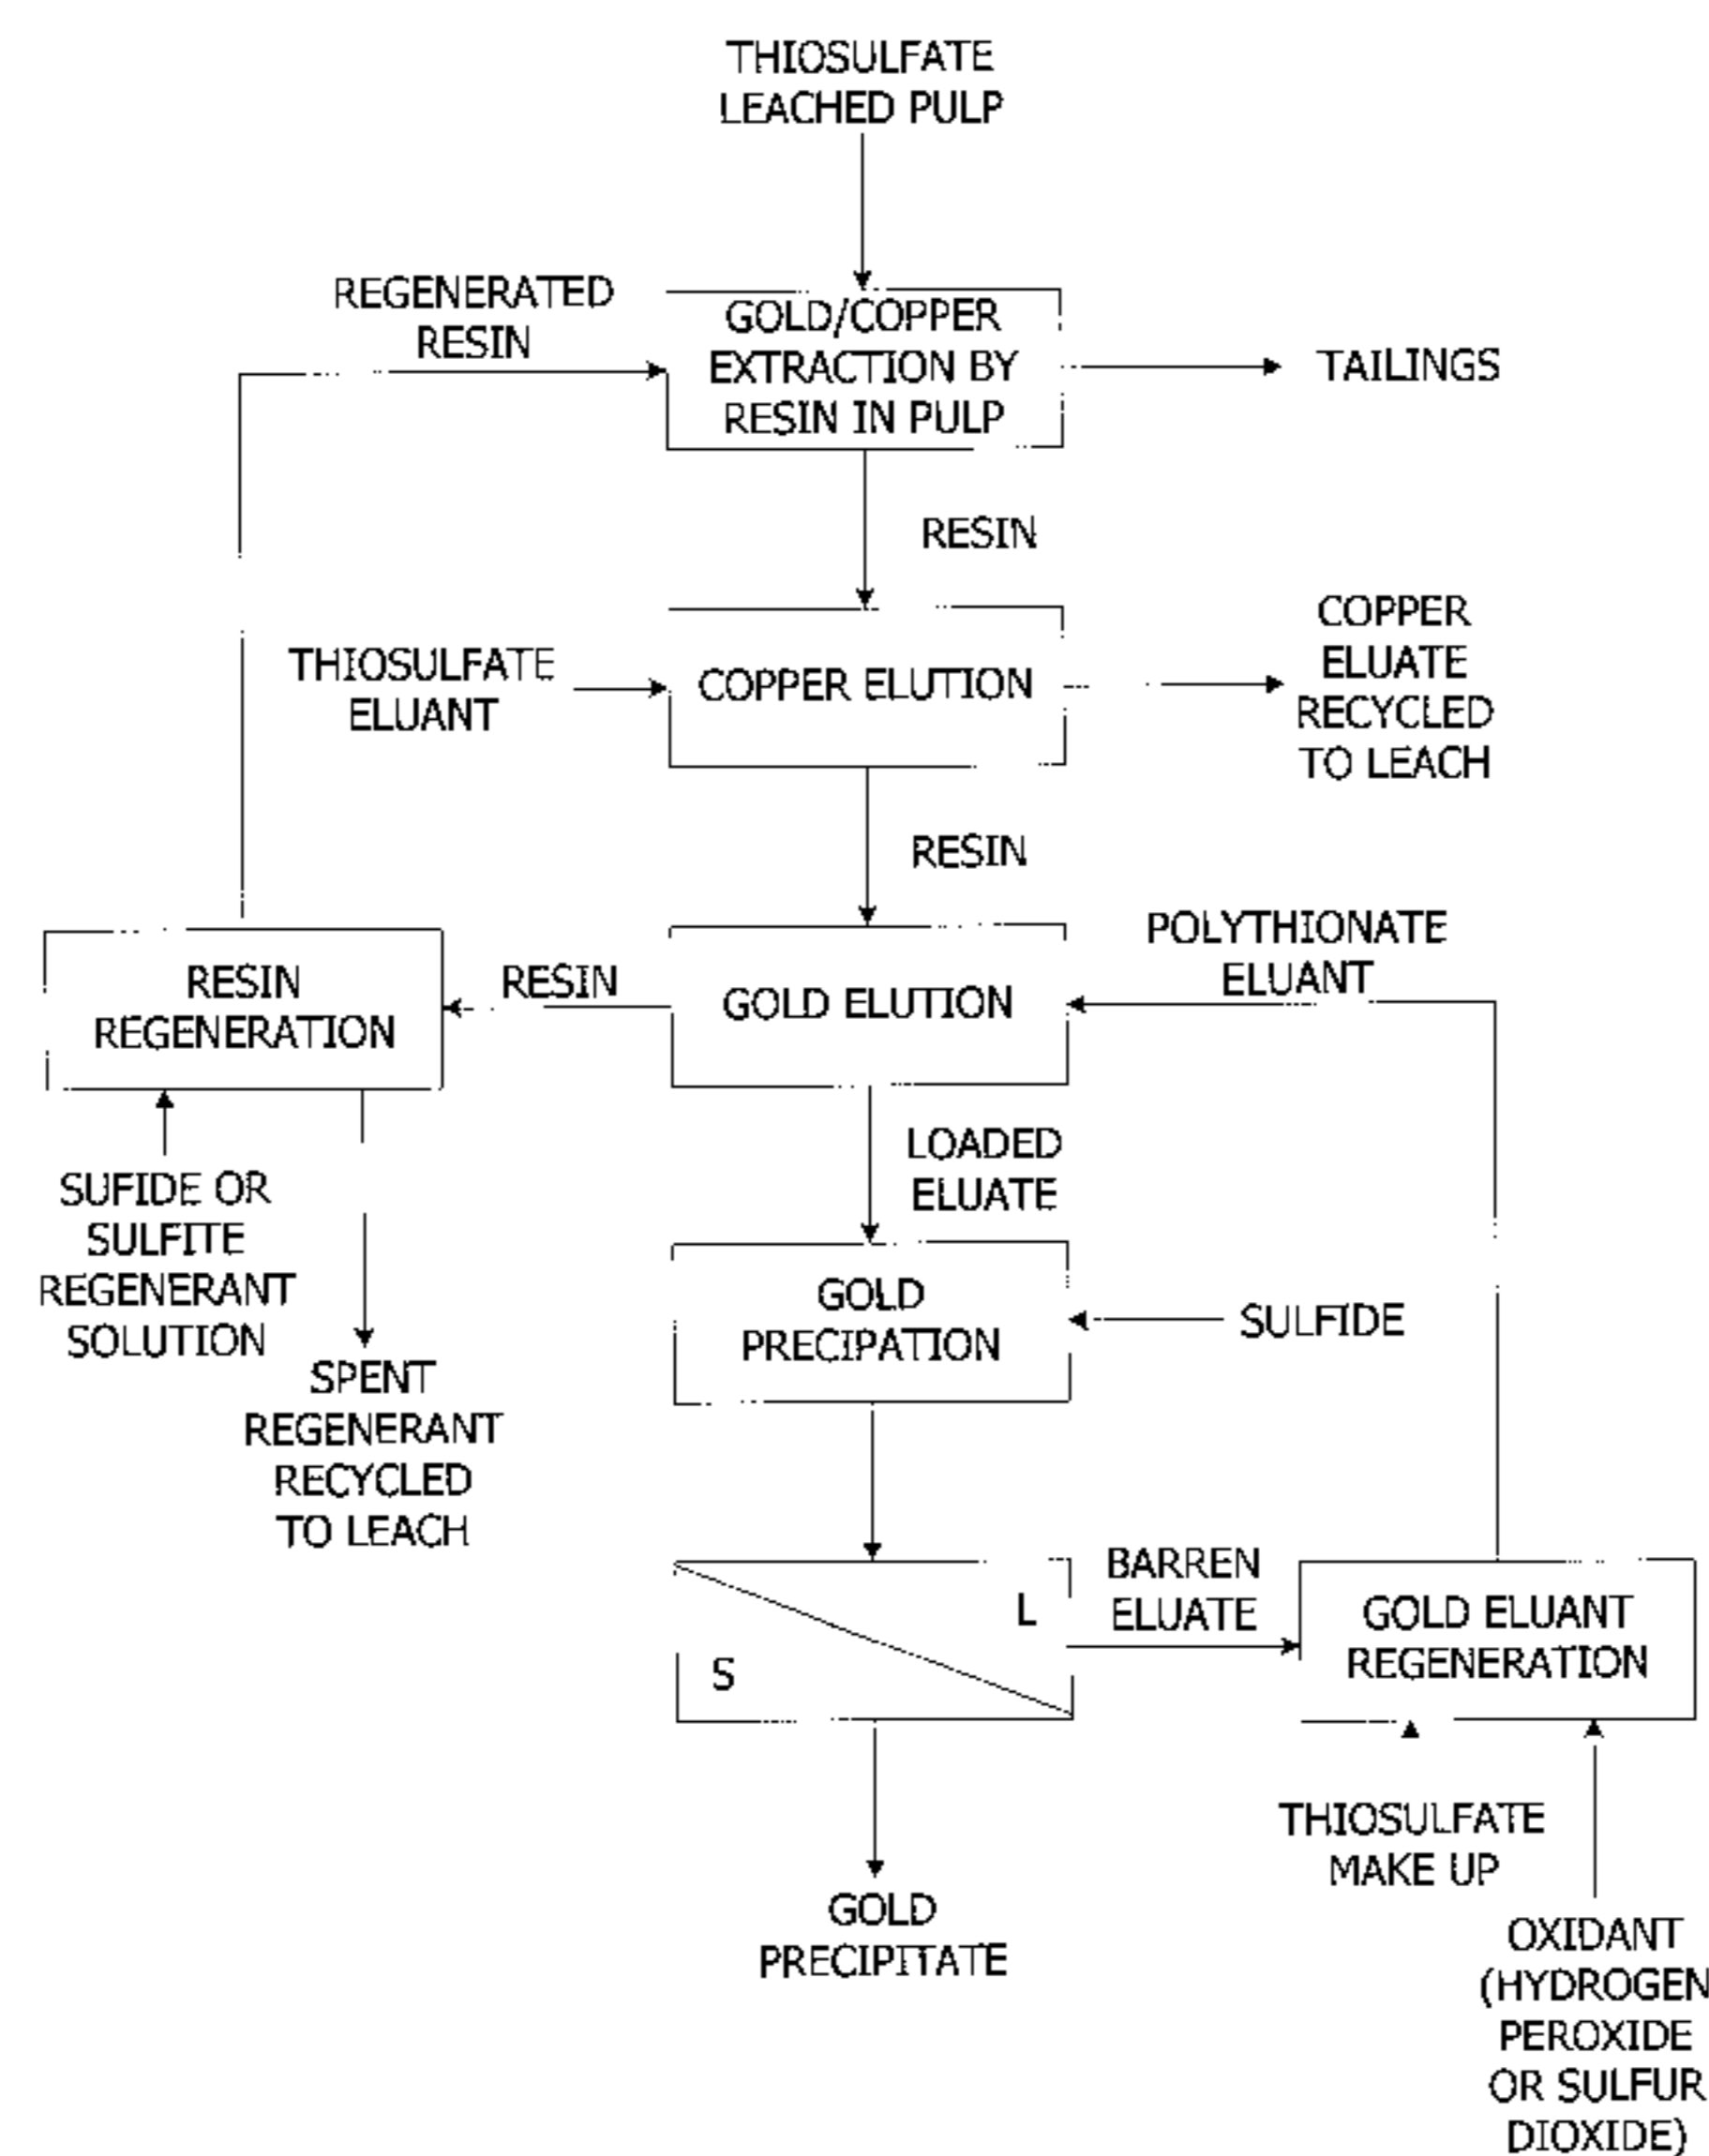 THIOSULFATE
LEACHED PULP
REGENERATED
RESIN
GOLD/COPPER
EXTRACTION BY
RESIN IN PULP
TAILINGS
RESIN
THIOSULFATE
ELUANT
COPPER ELUTION
COPPER
ELUATE
RECYCLED
TO LEACH
RESIN
RESIN
REGENERATION
RESIN
GOLD ELUTION
POLYTHIONATE
ELUANT
SUFIDE OR
SULFITE
REGENERANT
SOLUTION
SPENT
REGENERANT
RECYCLED
TO LEACH
LOADED
ELUATE
GOLD
PRECIPATION
SULFIDE
S
L
BARREN
ELUATE
GOLD ELUANT
REGENERATION
THIOSULFATE
MAKE UP
OXIDANT
(HYDROGEN
PEROXIDE
OR SULFUR
DIOXIDE)
GOLD
PRECIPITATE